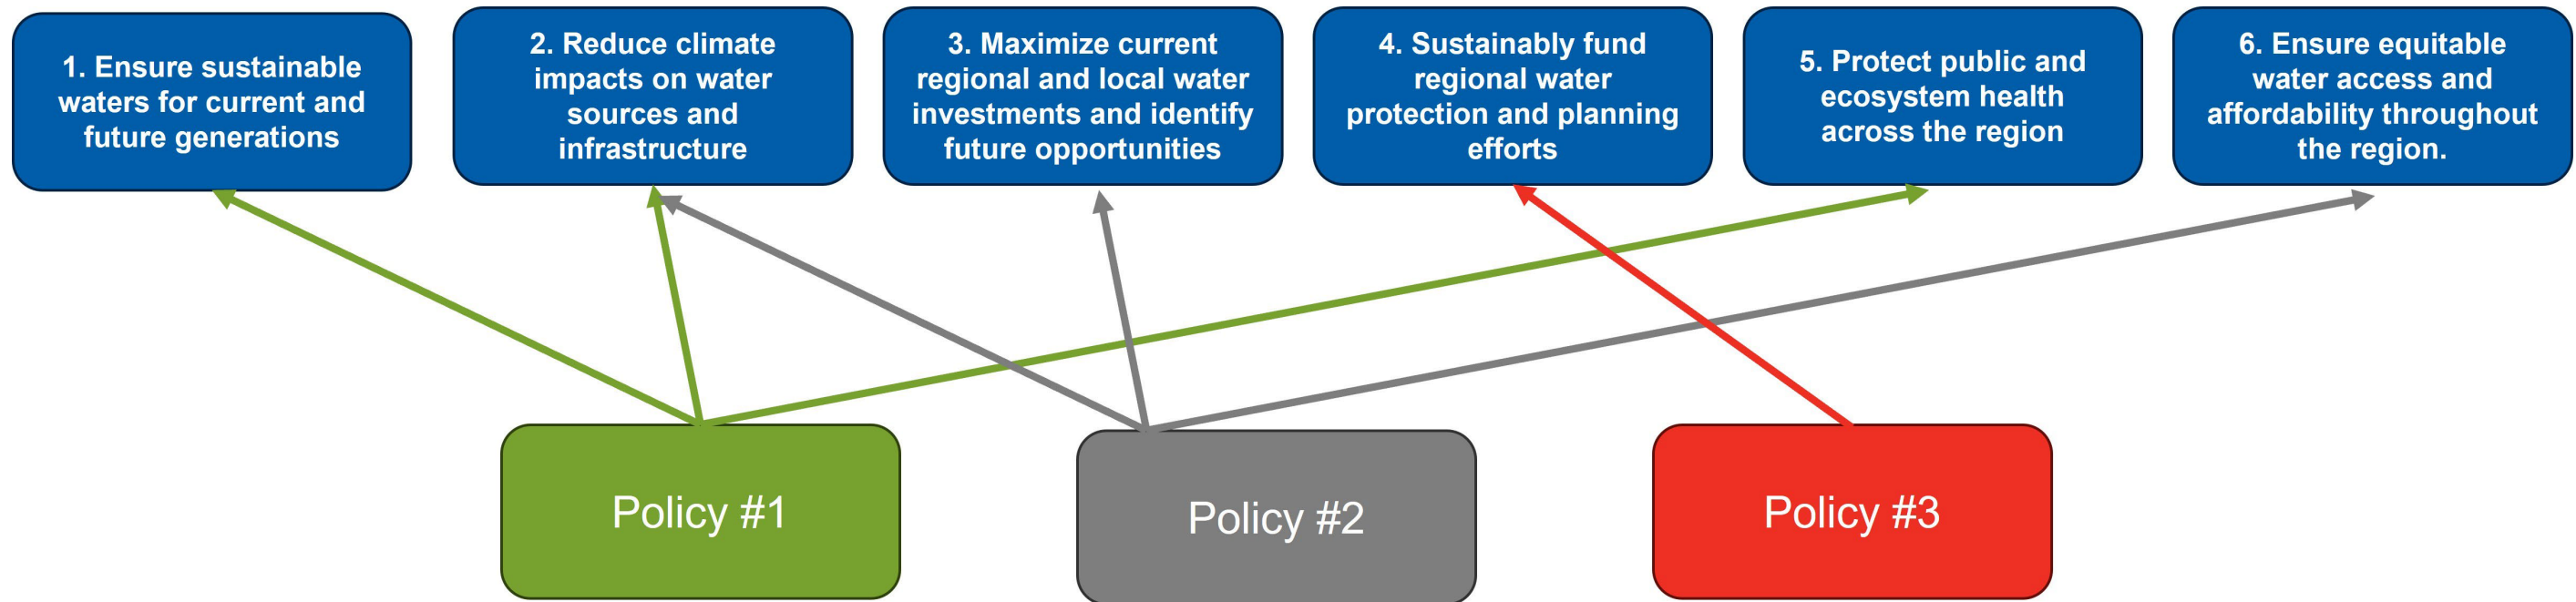 1. Ensure sustainable
waters for current and
future generations
2. Reduce climate
impacts on water
sources and
infrastructure
3. Maximize current
regional and local water
investments and identify
future opportunities
4. Sustainably fund
regional water
protection and planning
efforts
5. Protect public and
ecosystem health
across the region
6. Ensure equitable
water access and
affordability throughout
the region.
Policy #1
Policy #2
Policy #3